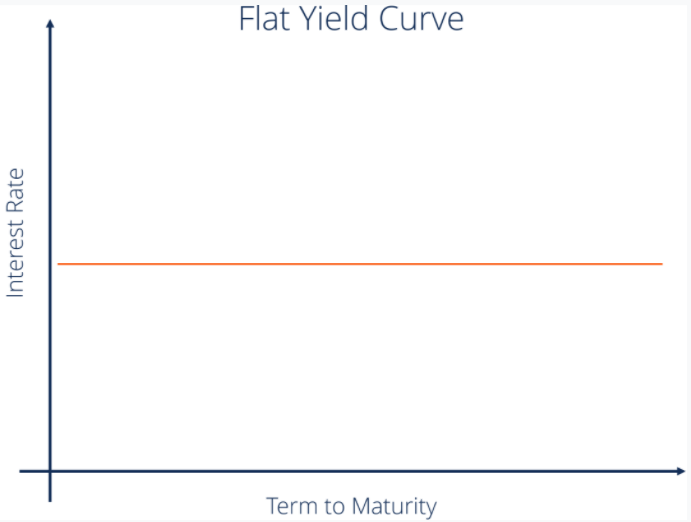 Flat Yield Curve
Interest Rate
Term to Maturity